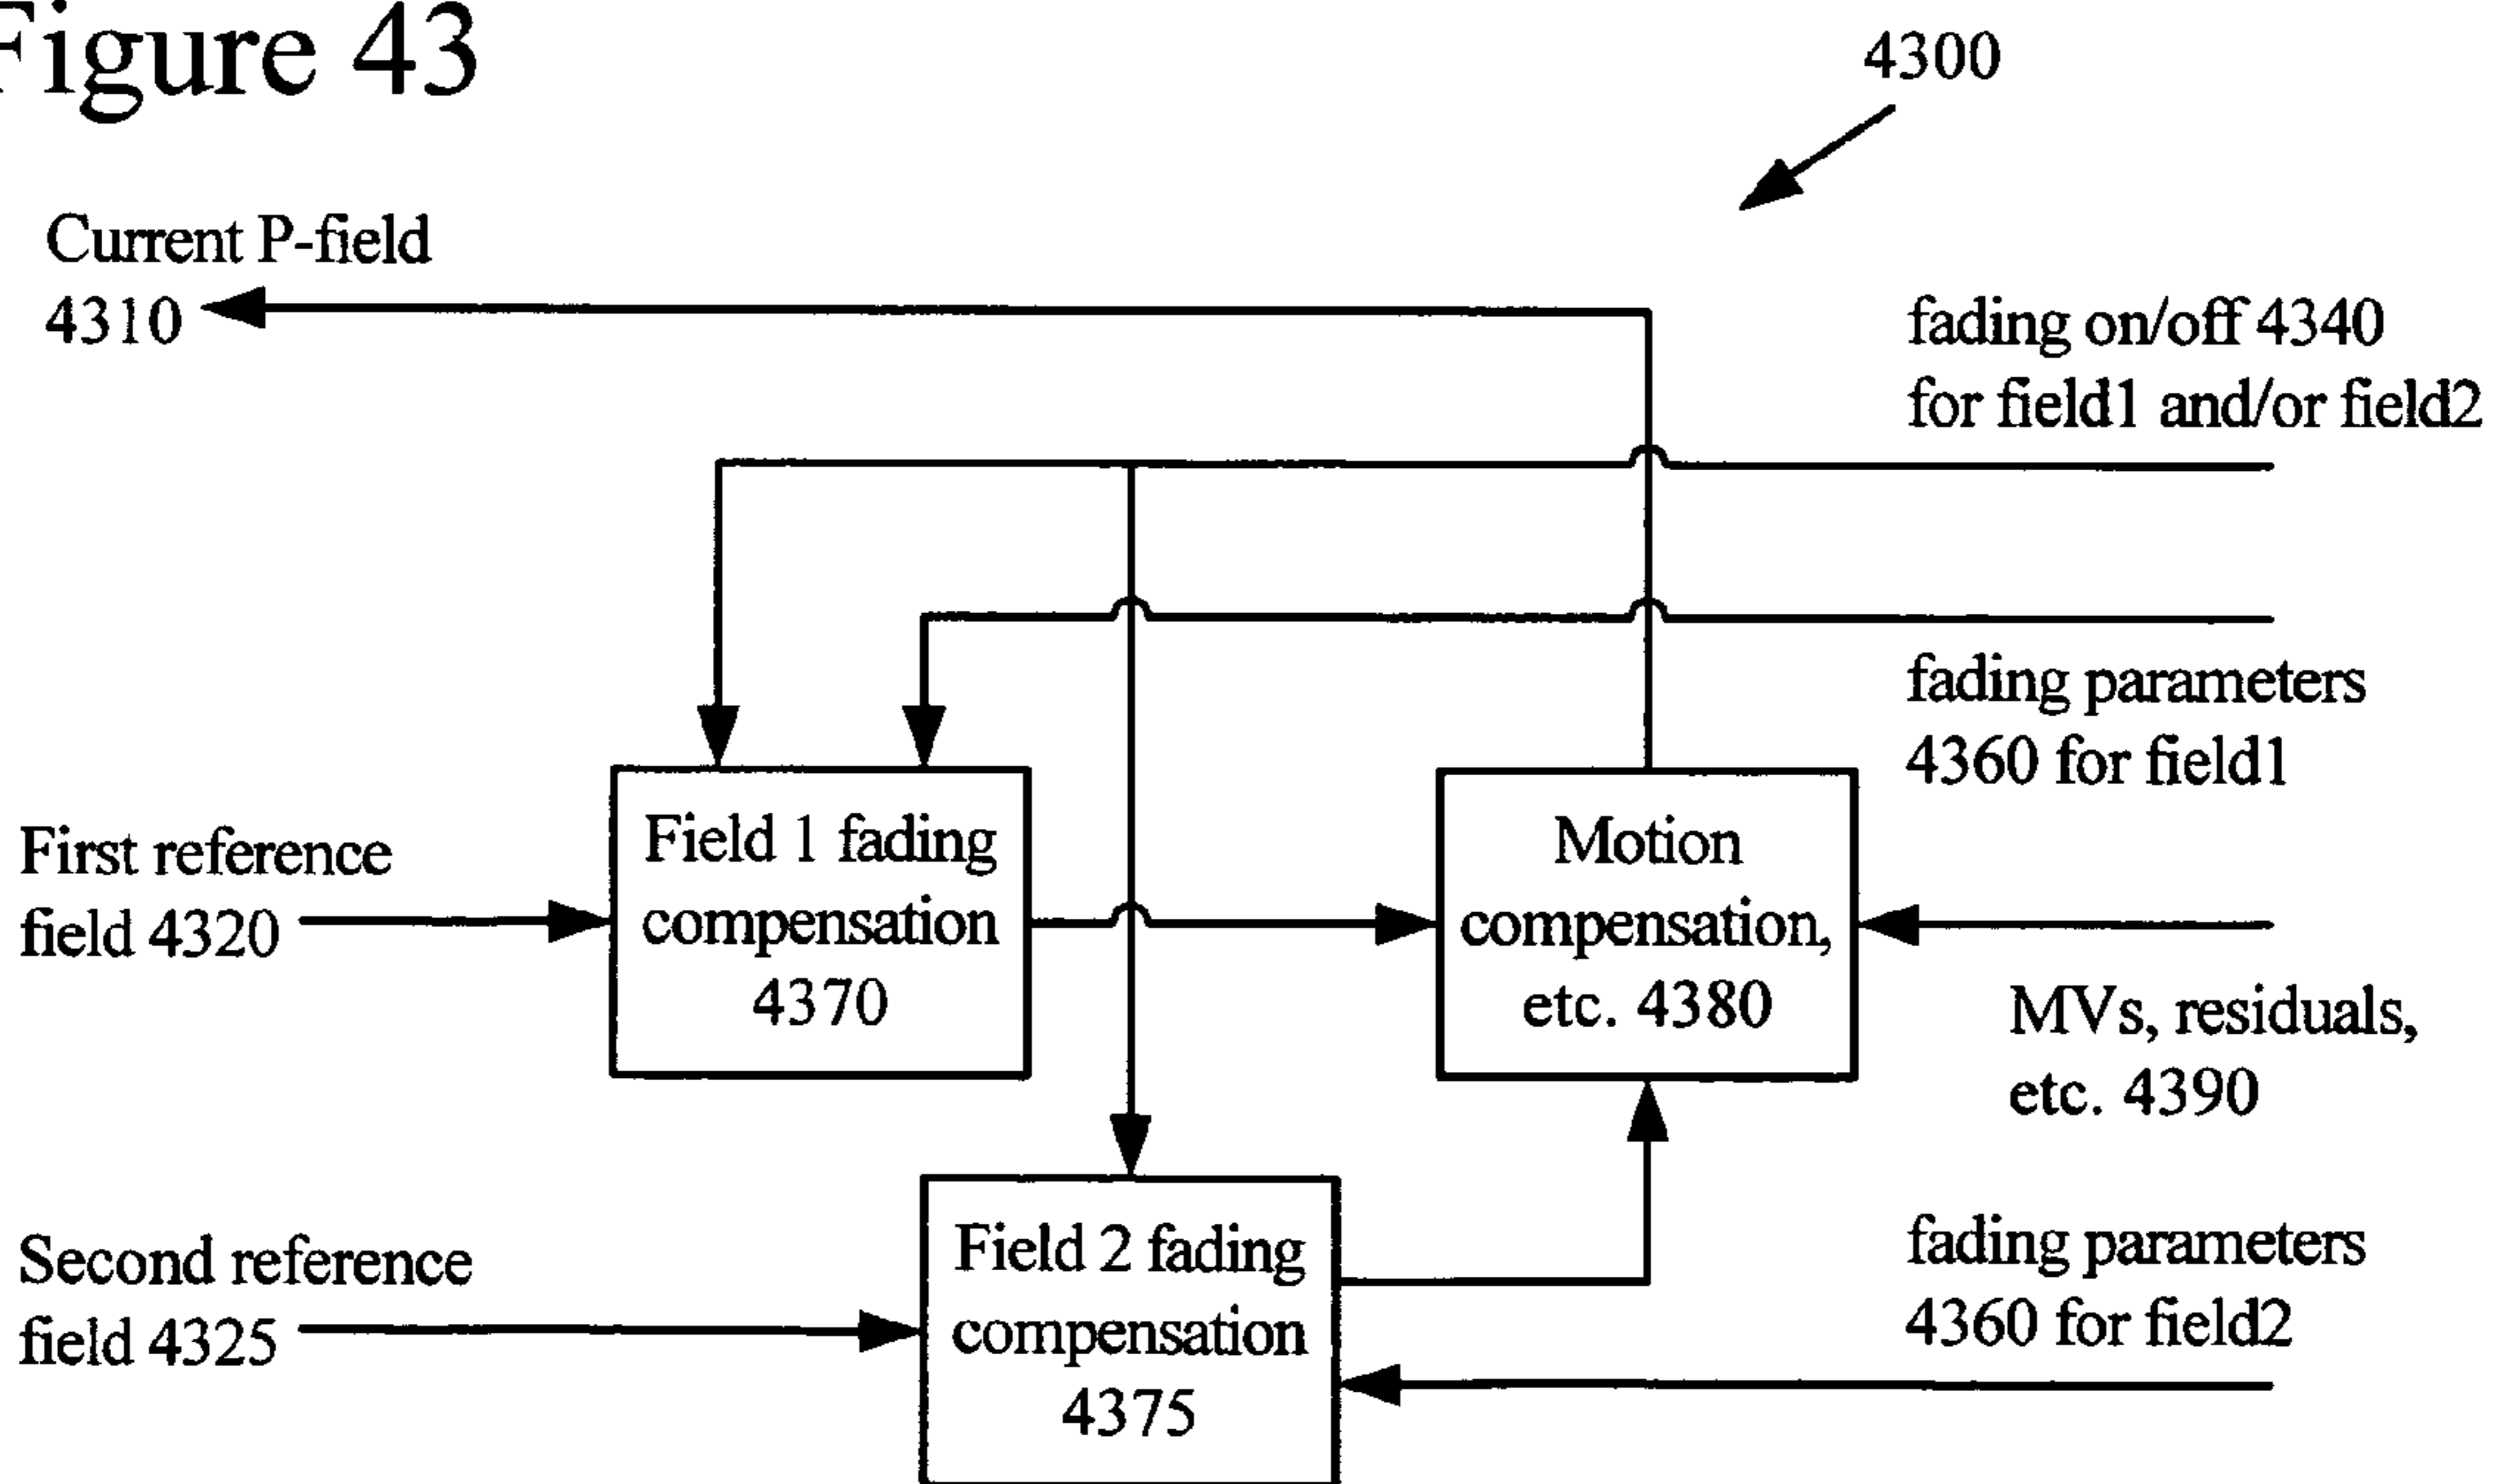 Figure 43
4300
Current P-field
4310
fading on/off 4340
for field1 and/or field2
fading parameters
4360 for field1
First reference
field 4320
Field 1 fading
compensation
4370
Motion
compensation,
etc. 4380
MVs, residuals,
etc. 4390
Second reference
field 4325
Field 2 fading
compensation
4375
fading parameters
4360 for field2